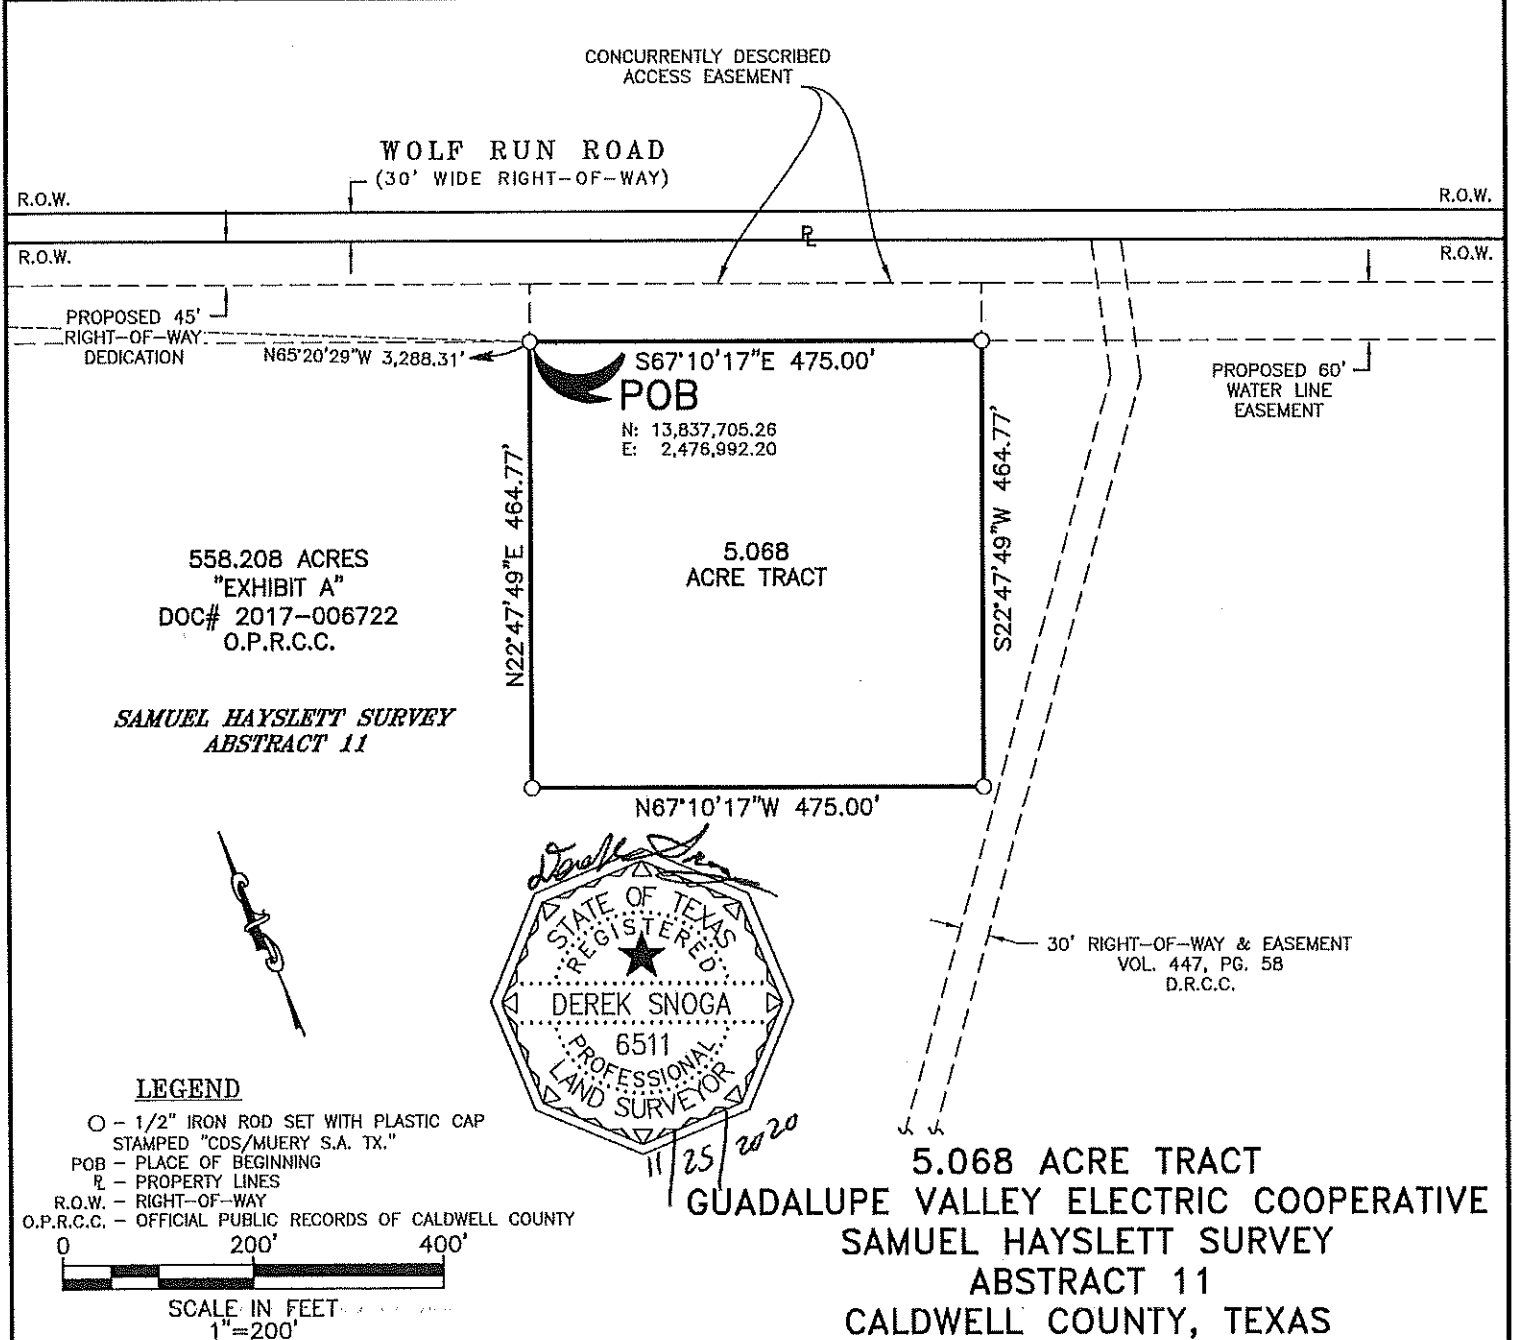 CONCURRENTLY DESCRIBED
ACCESS EASEMENT
WOLF RUN ROAD
(30' WIDE RIGHT-OF-WAY)
R.O.W.
R.O.W.
R.O.W.
R.O.W.
PROPOSED 45'
RIGHT-OF-WAY
DEDICATION
N65°20'29"W 3,288.31'
S67°10'17"E 475.00'
POB
N: 13,837,705.26
E: 2,476,992.20
PROPOSED 60'
WATER LINE
EASEMENT
N22°47'49"E 464.77'
S22°47'49"W 464.77'
5.068
ACRE TRACT
558.208 ACRES
"EXHIBIT A"
DOC# 2017-006722
O.P.R.C.C.
SAMUEL HAYSLETT SURVEY
ABSTRACT 11
N67°10'17"W 475.00'
STATE OF TEXAS
REGISTERED
DEREK SNOGA
6511
PROFESSIONAL
LAND SURVEYOR
11/25/2020
30' RIGHT-OF-WAY & EASEMENT
VOL. 447, PG. 58
D.R.C.C.
LEGEND
O - 1/2" IRON ROD SET WITH PLASTIC CAP
STAMPED "CDS/MUERY S.A. TX."
POB - PLACE OF BEGINNING
℄ - PROPERTY LINES
R.O.W. - RIGHT-OF-WAY
O.P.R.C.C. - OFFICIAL PUBLIC RECORDS OF CALDWELL COUNTY
0 200' 400'
SCALE IN FEET
1"=200'
5.068 ACRE TRACT
GUADALUPE VALLEY ELECTRIC COOPERATIVE
SAMUEL HAYSLETT SURVEY
ABSTRACT 11
CALDWELL COUNTY, TEXAS